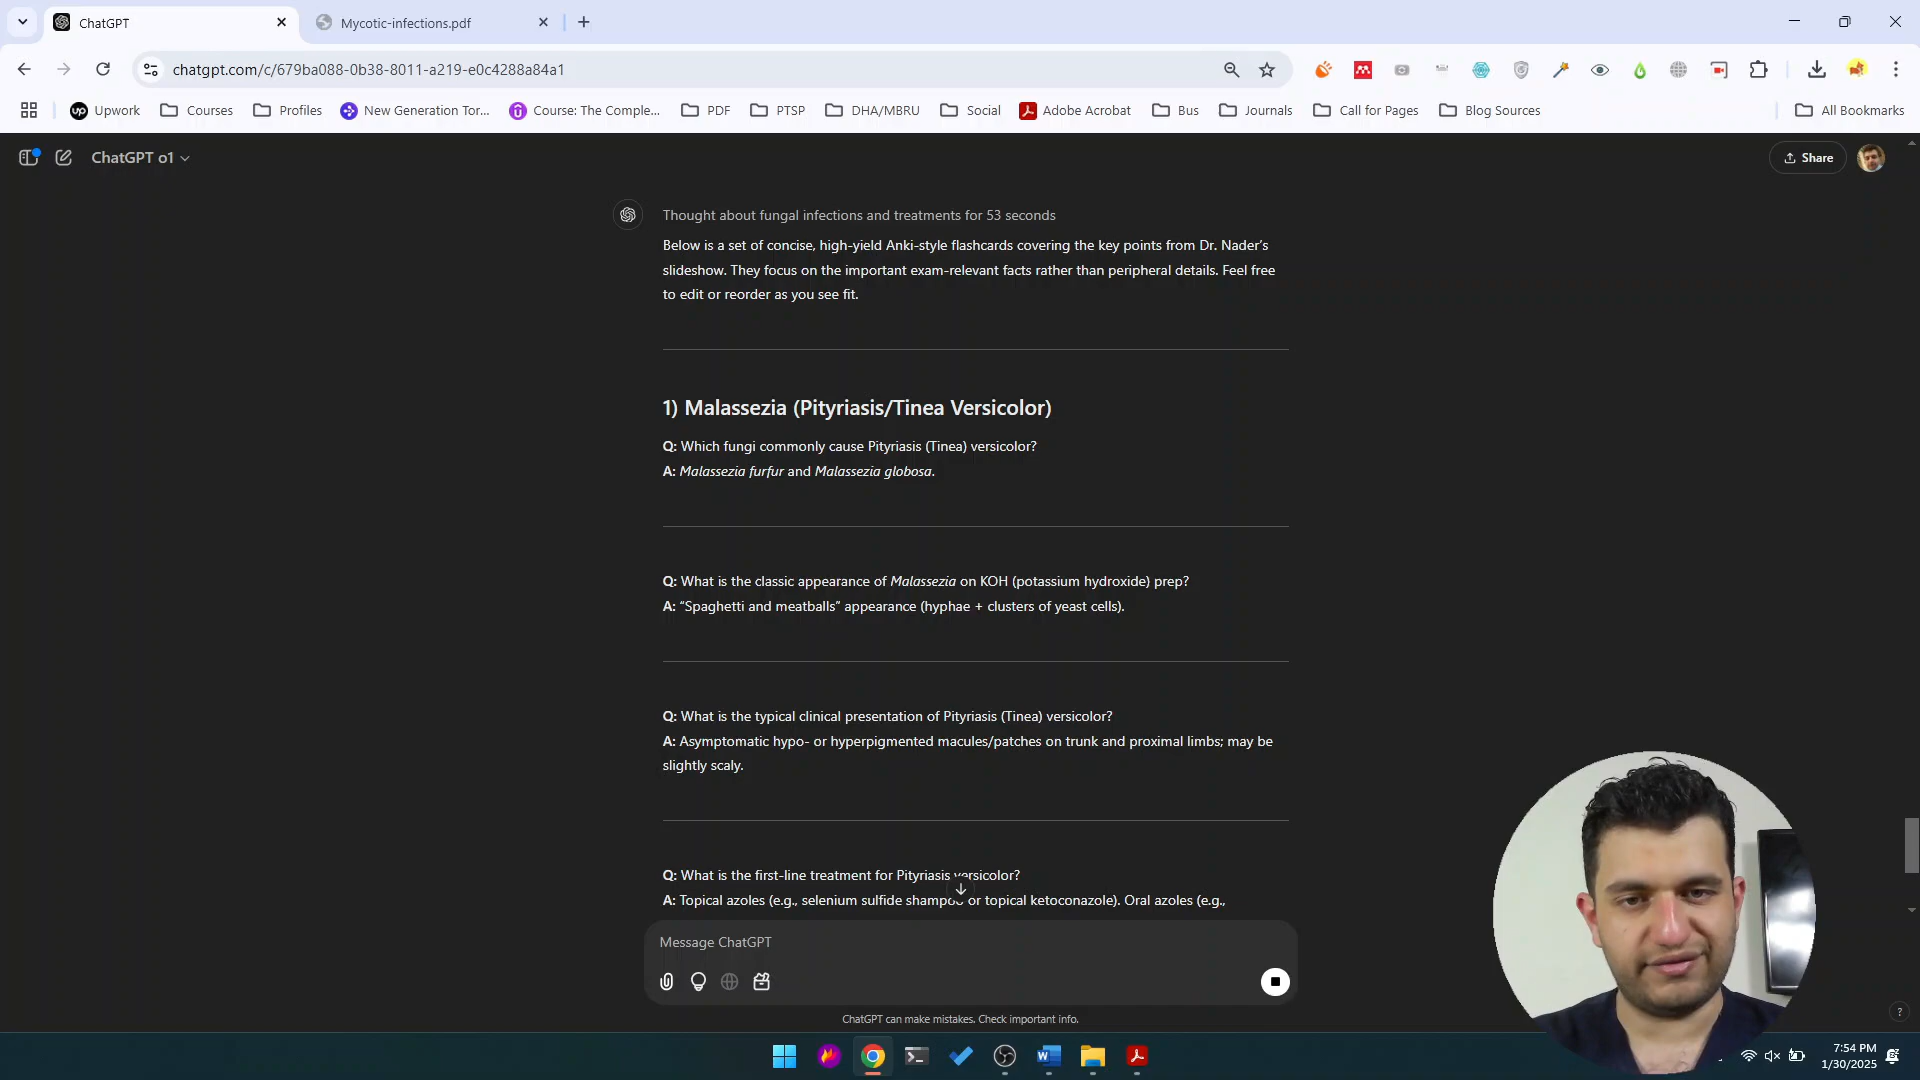 ChatGPT
Mycotic-infections.pdf
chatgpt.com/c/679ba088-0b38-8011-a219-e0c4288a84a1
Upwork
Courses
Profiles
New Generation Tor...
Course: The Comple...
PDF
PTSP
DHA/MBRU
Social
Adobe Acrobat
Bus
Journals
Call for Pages
Blog Sources
All Bookmarks
ChatGPT o1
Share
Thought about fungal infections and treatments for 53 seconds
Below is a set of concise, high-yield Anki-style flashcards covering the key points from Dr. Nader’s
slideshow. They focus on the important exam-relevant facts rather than peripheral details. Feel free
to edit or reorder as you see fit.
1) Malassezia (Pityriasis/Tinea Versicolor)
Q: Which fungi commonly cause Pityriasis (Tinea) versicolor?
A: Malassezia furfur and Malassezia globosa.
Q: What is the classic appearance of Malassezia on KOH (potassium hydroxide) prep?
A: “Spaghetti and meatballs” appearance (hyphae + clusters of yeast cells).
Q: What is the typical clinical presentation of Pityriasis (Tinea) versicolor?
A: Asymptomatic hypo- or hyperpigmented macules/patches on trunk and proximal limbs; may be
slightly scaly.
Q: What is the first-line treatment for Pityriasis versicolor?
A: Topical azoles (e.g., selenium sulfide shampoo or topical ketoconazole). Oral azoles (e.g.,
Message ChatGPT
ChatGPT can make mistakes. Check important info.
?
7:54 PM
1/30/2025